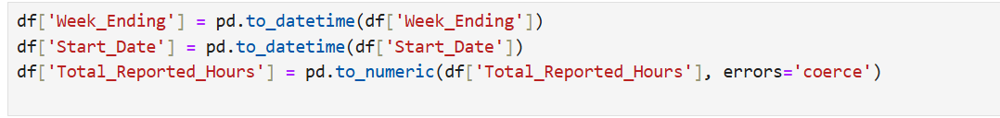 df['Week_Ending'] = pd.to_datetime(df['Week_Ending'])
df['Start_Date'] = pd.to_datetime(df['Start_Date'])
df['Total_Reported_Hours'] = pd.to_numeric(df['Total_Reported_Hours'], errors='coerce')